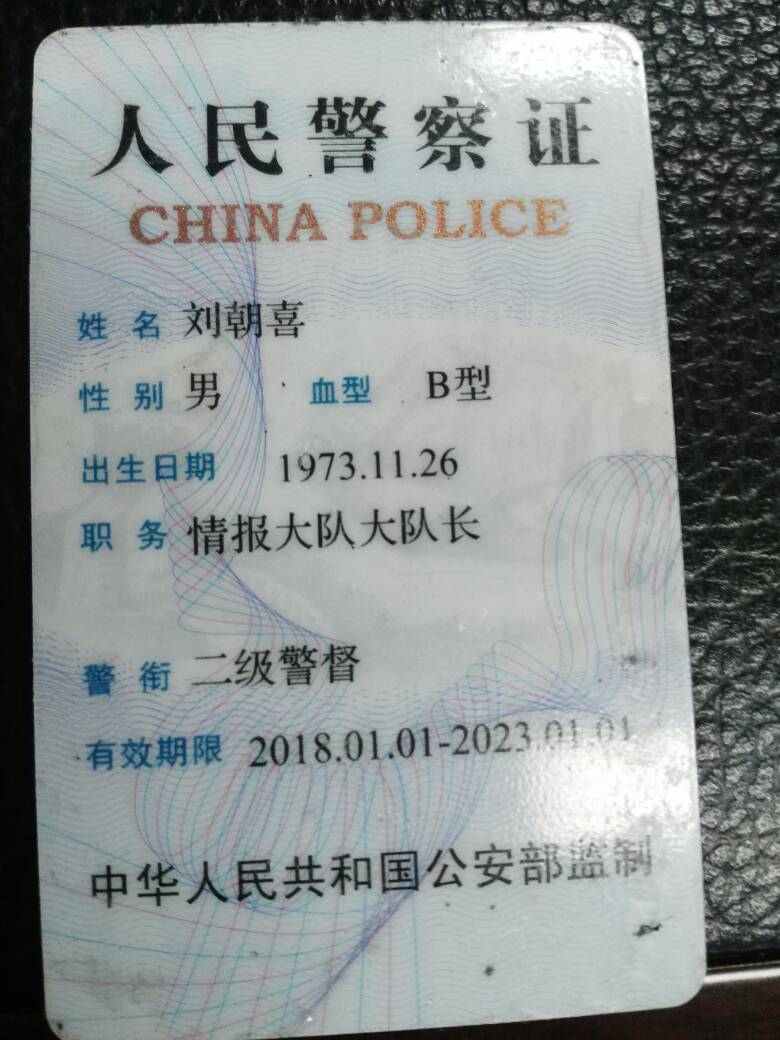 人民警察证
CHINA POLICE
姓名 刘朝喜
性别 男 血型 B型
出生日期 1973.11.26
职务 情报大队大队长
警衔 二级警督
有效期限 2018.01.01-2023.01.01
中华人民共和国公安部监制